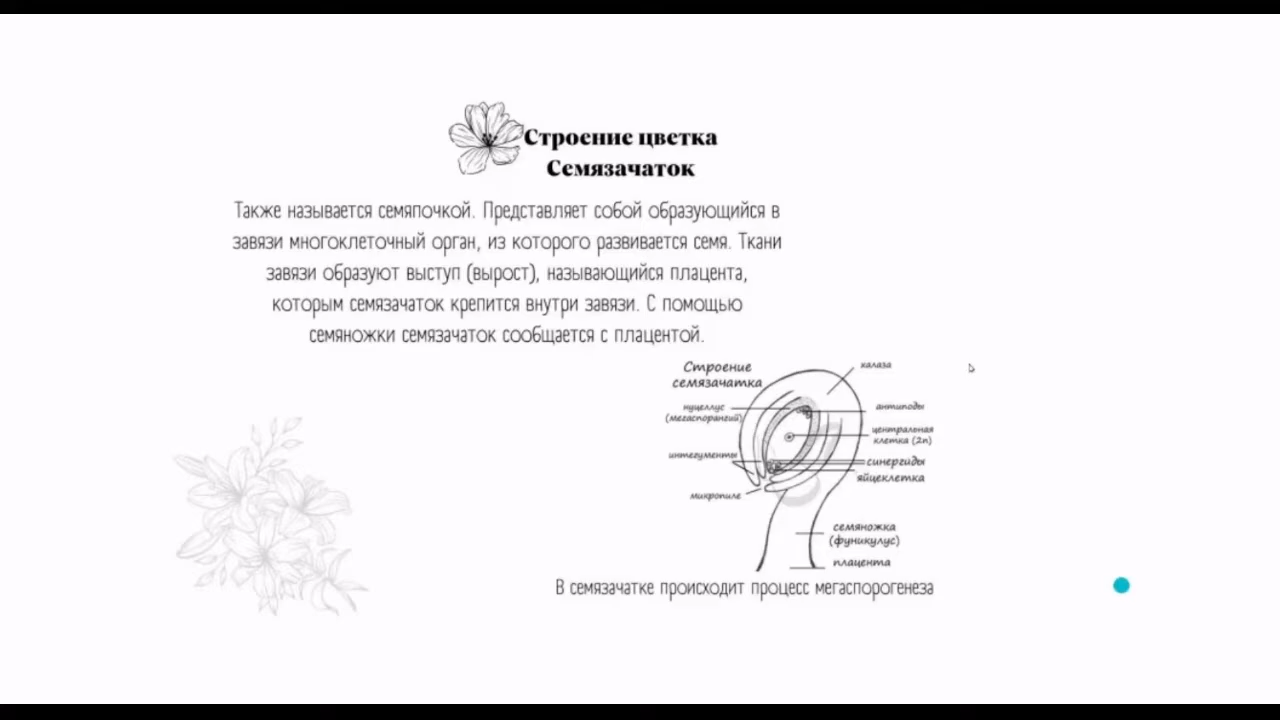 Строение цветка
Семязачаток
Также называется семяпочкой. Представляет собой образующийся в
завязи многоклеточный орган, из которого развивается семя. Ткани
завязи образуют выступ (вырост), называющийся плацента,
которым семязачаток крепится внутри завязи. С помощью
семяножки семязачаток сообщается с плацентой.
Строение
семязачатка
халаза
нуцеллус
(мегаспорангий)
антиподы
центральная
клетка (2n)
интегументы
синергиды
яйцеклетка
микропиле
семяножка
(фуникулус)
плацента
В семязачатке происходит процесс мегаспорогенеза